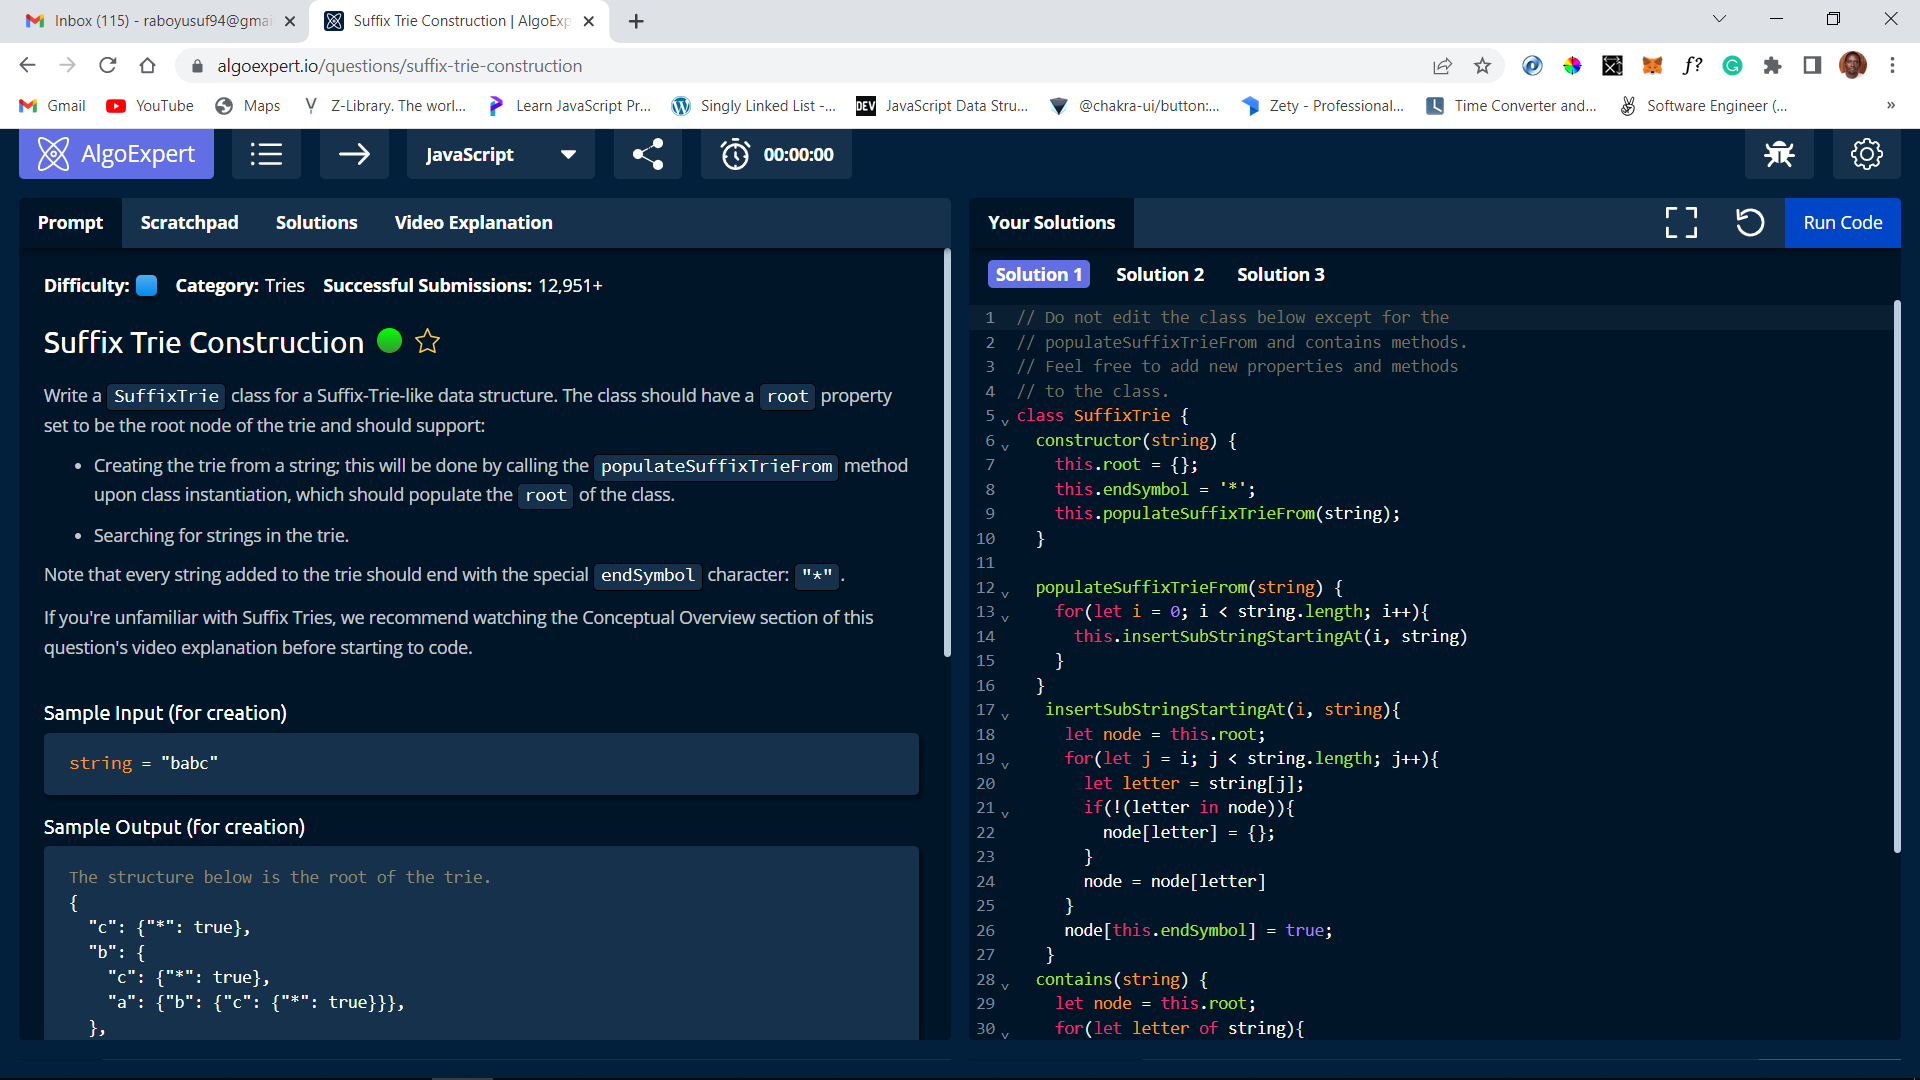 Inbox (115) - raboyusuf94@gmai
Suffix Trie Construction | AlgoExp
algoexpert.io/questions/suffix-trie-construction
Gmail YouTube Maps Z-Library. The worl... Learn JavaScript Pr... Singly Linked List -... DEV JavaScript Data Stru... @chakra-ui/button:... Zety - Professional... Time Converter and... Software Engineer (... »
AlgoExpert JavaScript 00:00:00
Prompt Scratchpad Solutions Video Explanation
Difficulty: Category: Tries Successful Submissions: 12,951+
Suffix Trie Construction
Write a SuffixTrie class for a Suffix-Trie-like data structure. The class should have a root property
set to be the root node of the trie and should support:
• Creating the trie from a string; this will be done by calling the populateSuffixTrieFrom method
upon class instantiation, which should populate the root of the class.
• Searching for strings in the trie.
Note that every string added to the trie should end with the special endSymbol character: "*".
If you're unfamiliar with Suffix Tries, we recommend watching the Conceptual Overview section of this
question's video explanation before starting to code.
Sample Input (for creation)
string = "babc"
Sample Output (for creation)
The structure below is the root of the trie.
{
"c": {"*": true},
"b": {
"c": {"*": true},
"a": {"b": {"c": {"*": true}}},
},
Your Solutions Run Code
Solution 1 Solution 2 Solution 3
1 // Do not edit the class below except for the
2 // populateSuffixTrieFrom and contains methods.
3 // Feel free to add new properties and methods
4 // to the class.
5 class SuffixTrie {
6 constructor(string) {
7 this.root = {};
8 this.endSymbol = '*';
9 this.populateSuffixTrieFrom(string);
10 }
11
12 populateSuffixTrieFrom(string) {
13 for(let i = 0; i < string.length; i++){
14 this.insertSubStringStartingAt(i, string)
15 }
16 }
17 insertSubStringStartingAt(i, string){
18 let node = this.root;
19 for(let j = i; j < string.length; j++){
20 let letter = string[j];
21 if(!(letter in node)){
22 node[letter] = {};
23 }
24 node = node[letter]
25 }
26 node[this.endSymbol] = true;
27 }
28 contains(string) {
29 let node = this.root;
30 for(let letter of string){